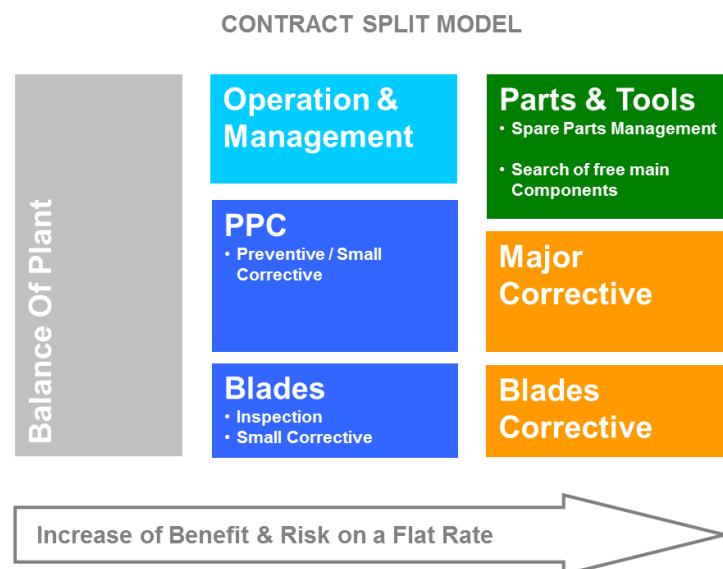 CONTRACT SPLIT MODEL
Balance Of Plant
Operation &
Management
PPC
• Preventive / Small
Corrective
Blades
• Inspection
• Small Corrective
Parts & Tools
• Spare Parts Management
• Search of free main
Components
Major
Corrective
Blades
Corrective
Increase of Benefit & Risk on a Flat Rate